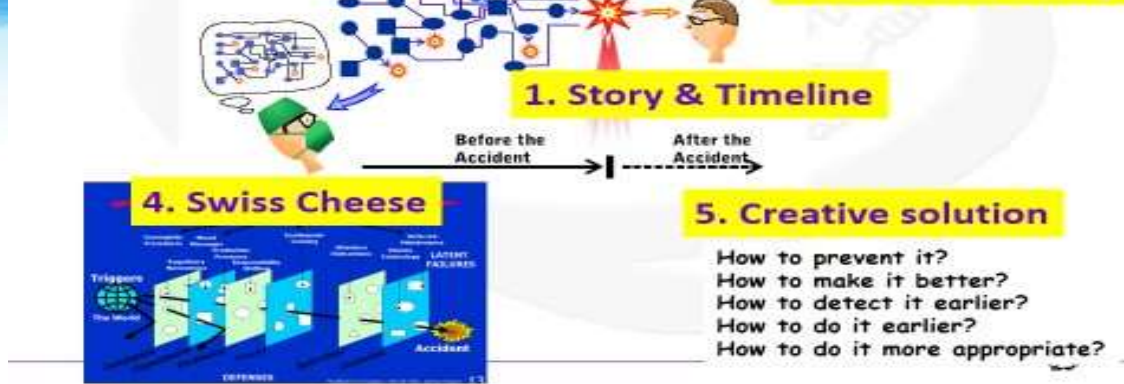 1. Story & Timeline
Before the
Accident
After the
Accident
4. Swiss Cheese
LATENT
FAILURES
Triggers
The World
Accident
DEFENSES
5. Creative solution
How to prevent it?
How to make it better?
How to detect it earlier?
How to do it earlier?
How to do it more appropriate?